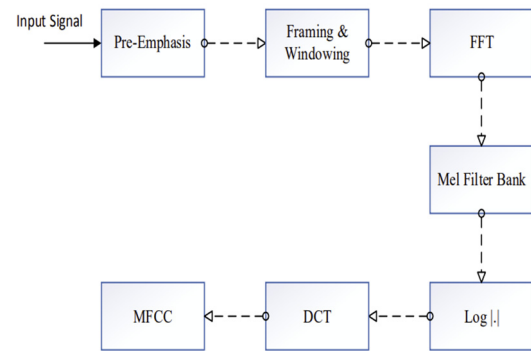 Input Signal
Pre-Emphasis
Framing &
Windowing
FFT
Mel Filter Bank
Log |.|
DCT
MFCC